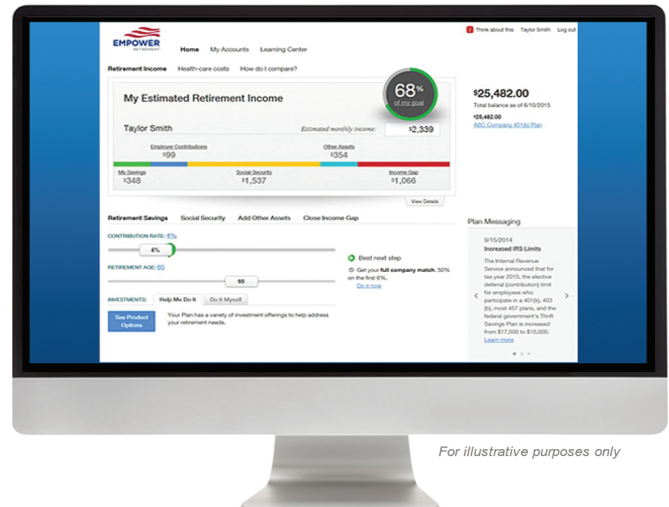 EMPOWER
RETIREMENT
Think about this Taylor Smith Log out
Home My Accounts Learning Center
Retirement Income Health-care costs How do I compare?
My Estimated Retirement Income
68%
of my goal
Taylor Smith Estimated monthly income: $2,339
Employer Contributions
$99
Other Assets
$354
My Savings
$348
Social Security
$1,537
Income Gap
$1,066
View Details
$25,482.00
Total balance as of 6/10/2015
$25,482.00
ABC Company 401(k) Plan
Retirement Savings Social Security Add Other Assets Close Income Gap
CONTRIBUTION RATE: 4%
4%
RETIREMENT AGE: 65
65
Best next step
Get your full company match. 50%
on the first 6%.
Do it now
INVESTMENTS: Help Me Do It Do It Myself
See Product
Options
Your Plan has a variety of investment offerings to help address
your retirement needs.
Plan Messaging
9/15/2014
Increased IRS Limits
The Internal Revenue
Service announced that for
tax year 2015, the elective
deferral (contribution) limit
for employees who
participate in a 401(k), 403
(b), most 457 plans, and the
federal government's Thrift
Savings Plan is increased
from $17,500 to $18,000.
Learn more
For illustrative purposes only